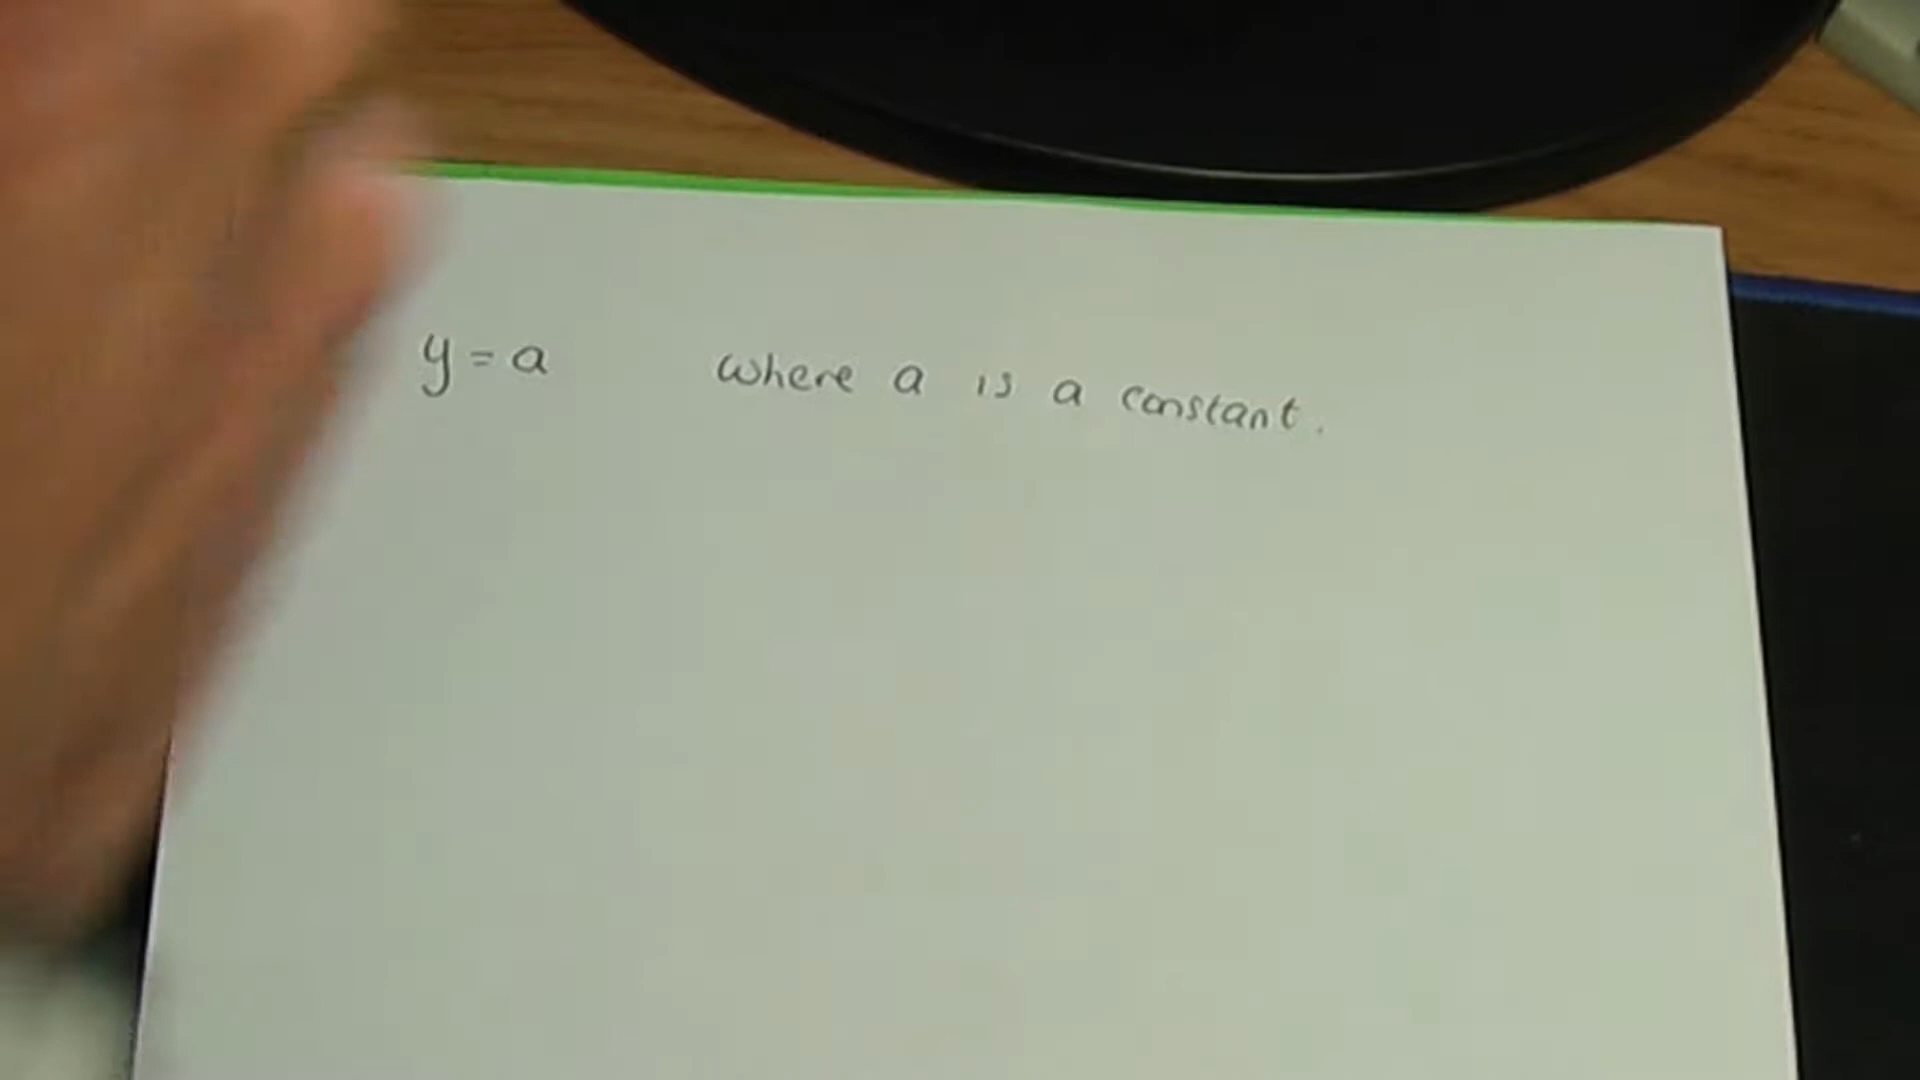 y = a where a is a constant.